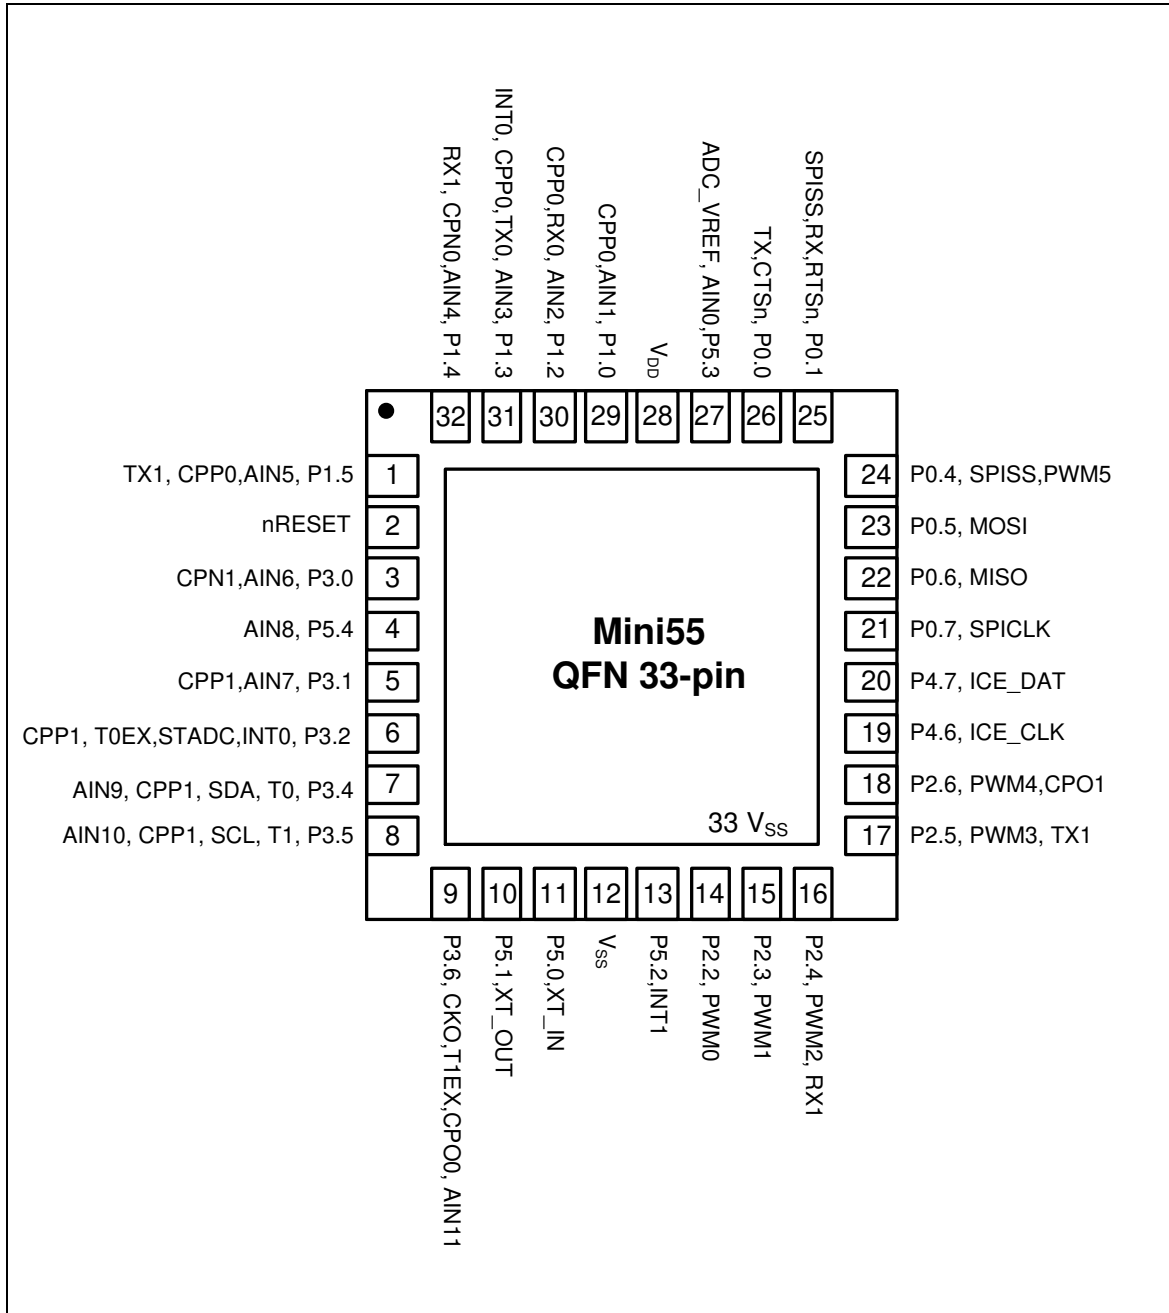 RX1, CPN0,AIN4, P1.4
INT0, CPP0,TX0, AIN3, P1.3
CPP0,RX0, AIN2, P1.2
CPP0,AIN1, P1.0
VDD
ADC_VREF, AIN0,P5.3
TX,CTSn, P0.0
SPISS,RX,RTSn, P0.1
32 31 30 29 28 27 26 25
TX1, CPP0,AIN5, P1.5 1
nRESET 2
CPN1,AIN6, P3.0 3
AIN8, P5.4 4
CPP1,AIN7, P3.1 5
CPP1, T0EX,STADC,INT0, P3.2 6
AIN9, CPP1, SDA, T0, P3.4 7
AIN10, CPP1, SCL, T1, P3.5 8
Mini55
QFN 33-pin
33 VSS
24 P0.4, SPISS,PWM5
23 P0.5, MOSI
22 P0.6, MISO
21 P0.7, SPICLK
20 P4.7, ICE_DAT
19 P4.6, ICE_CLK
18 P2.6, PWM4,CPO1
17 P2.5, PWM3, TX1
9 10 11 12 13 14 15 16
P3.6, CKO,T1EX,CPO0, AIN11
P5.1,XT_OUT
P5.0,XT_IN
VSS
P5.2,INT1
P2.2, PWM0
P2.3, PWM1
P2.4, PWM2, RX1